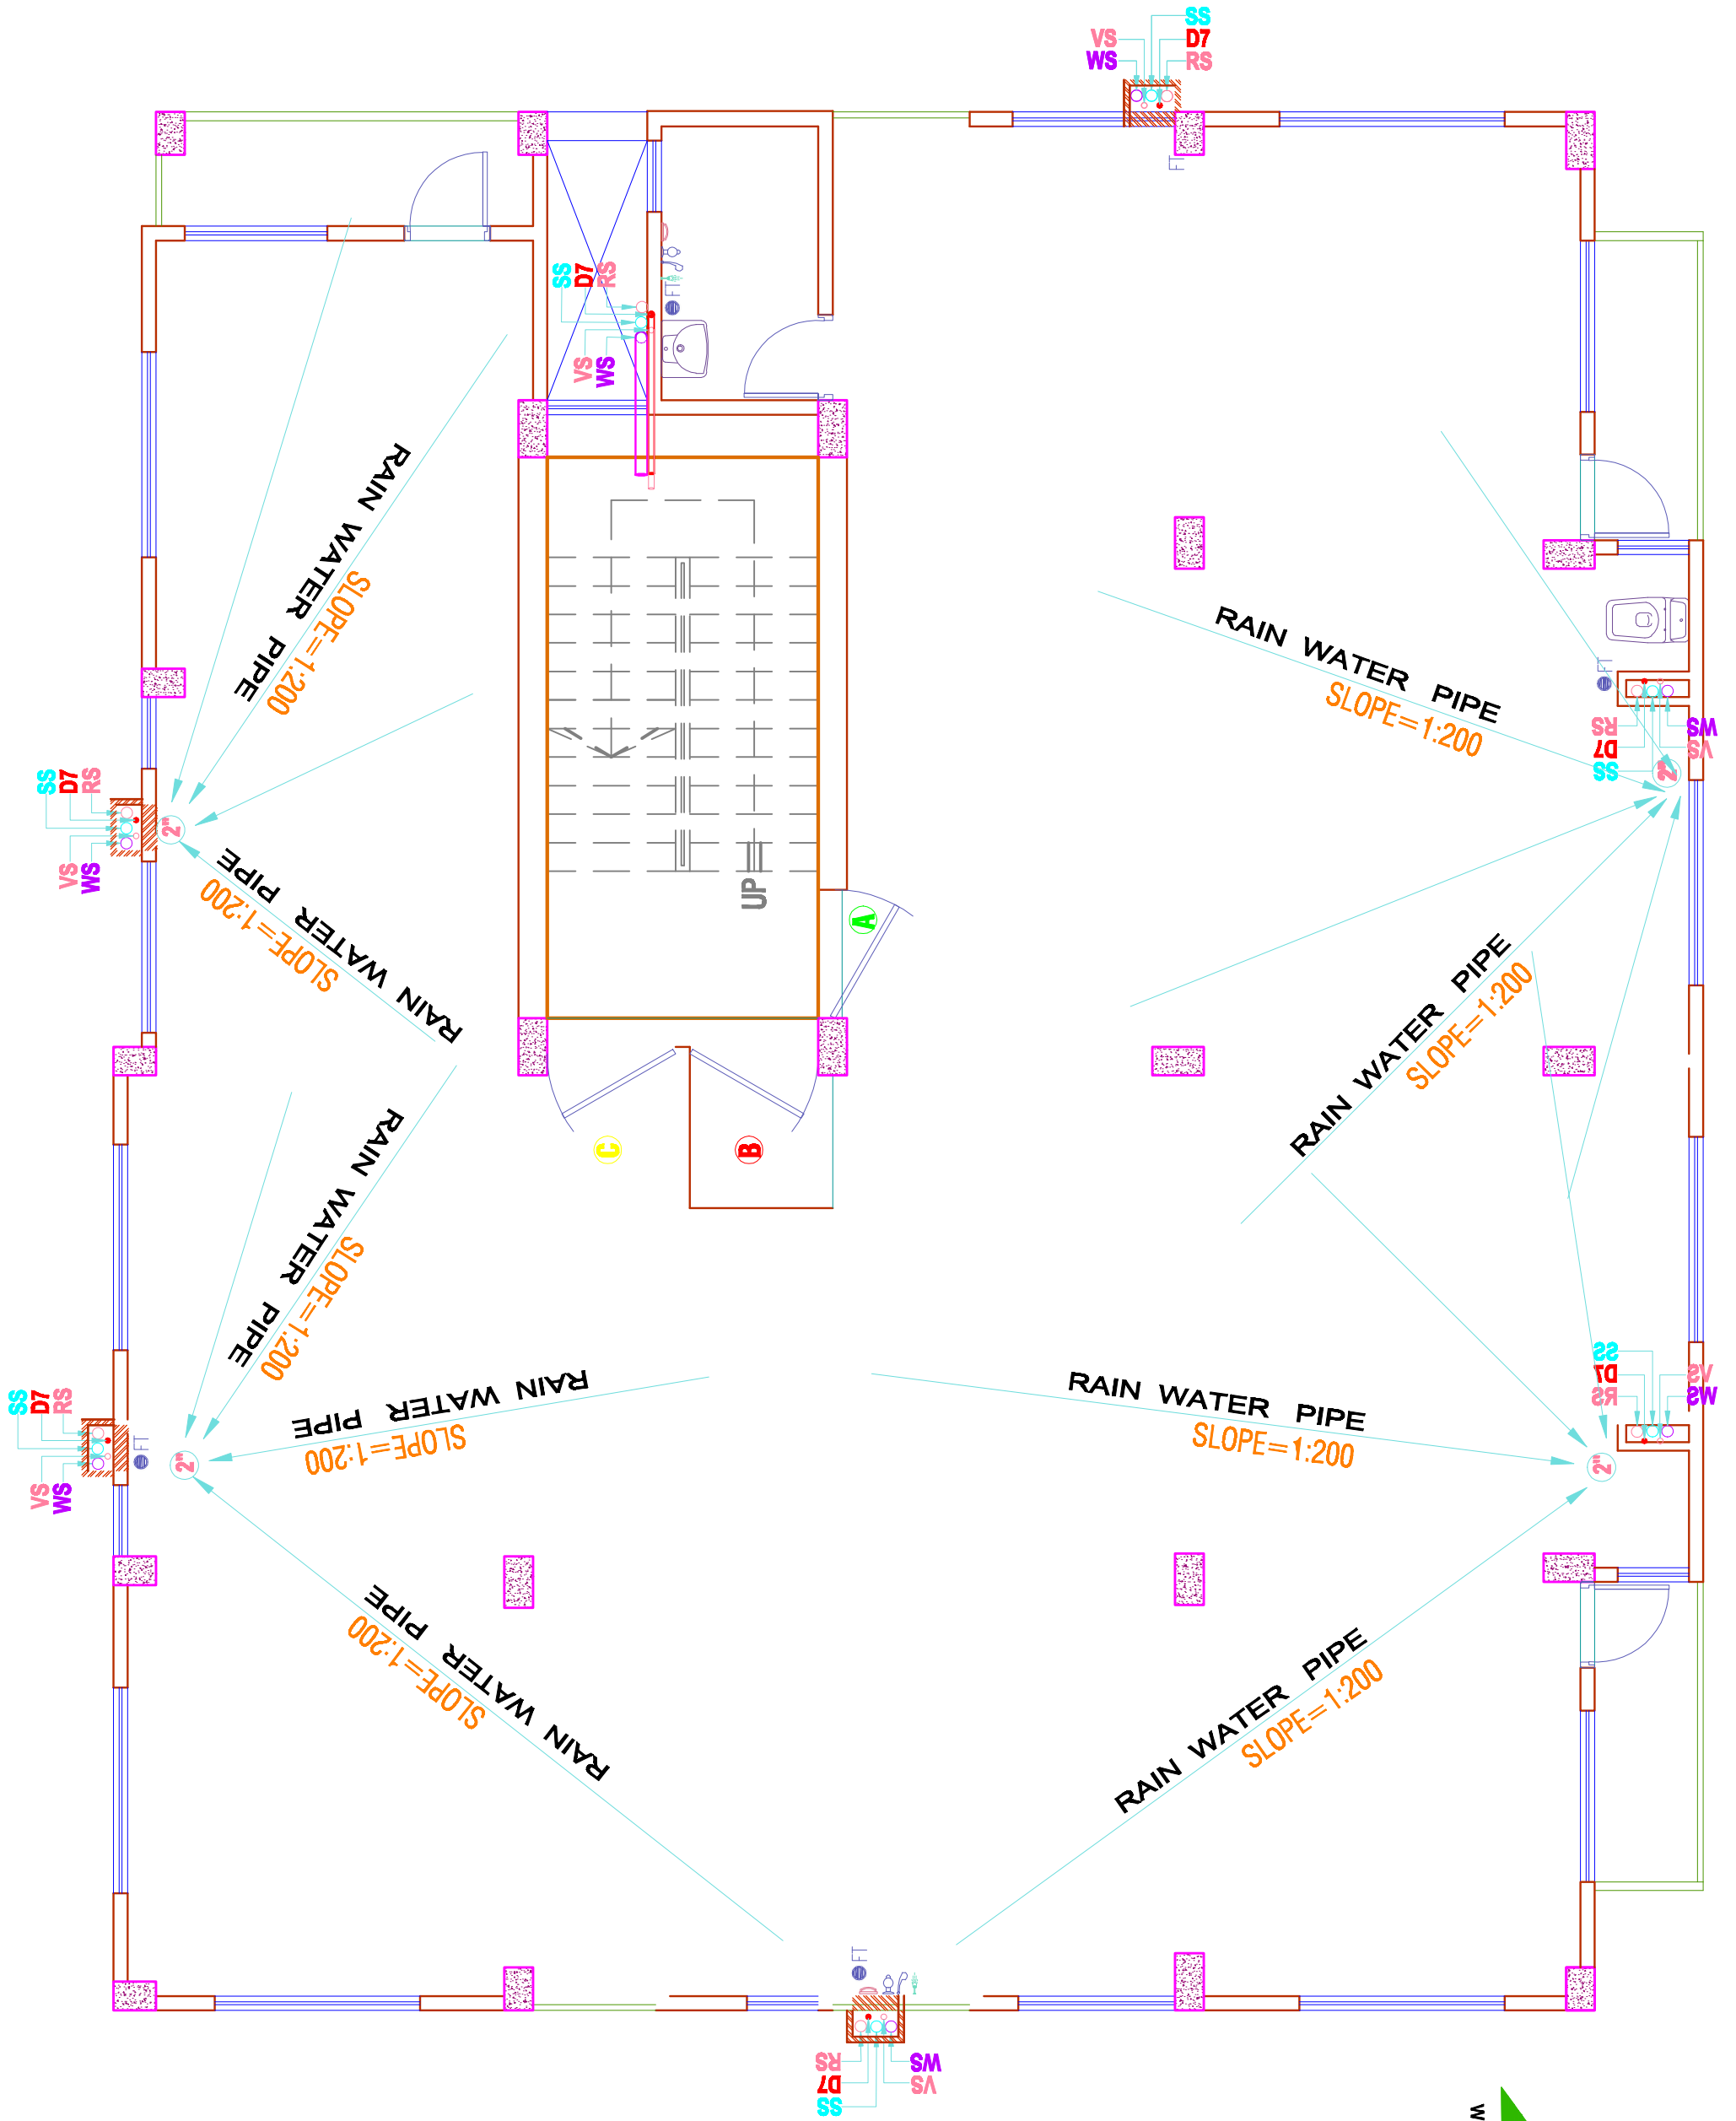 SS
VS
D7
WS
RS
FT
SS
D7
RS
FT
VS
WS
RAIN WATER PIPE
SLOPE=1:200
RAIN WATER PIPE
SLOPE=1:200
FT
RS
WS
D7
VS
SS
2"
SS
D7
RS
2"
VS
WS
RAIN WATER PIPE
SLOPE=1:200
UP
A
RAIN WATER PIPE
SLOPE=1:200
C
B
RAIN WATER PIPE
SLOPE=1:200
RAIN WATER PIPE
SLOPE=1:200
RAIN WATER PIPE
SLOPE=1:200
SS
D7
VS
RS
WS
2"
SS
D7
RS
FT
2"
VS
WS
RAIN WATER PIPE
SLOPE=1:200
RAIN WATER PIPE
SLOPE=1:200
FT
RS
WS
D7
VS
SS
W